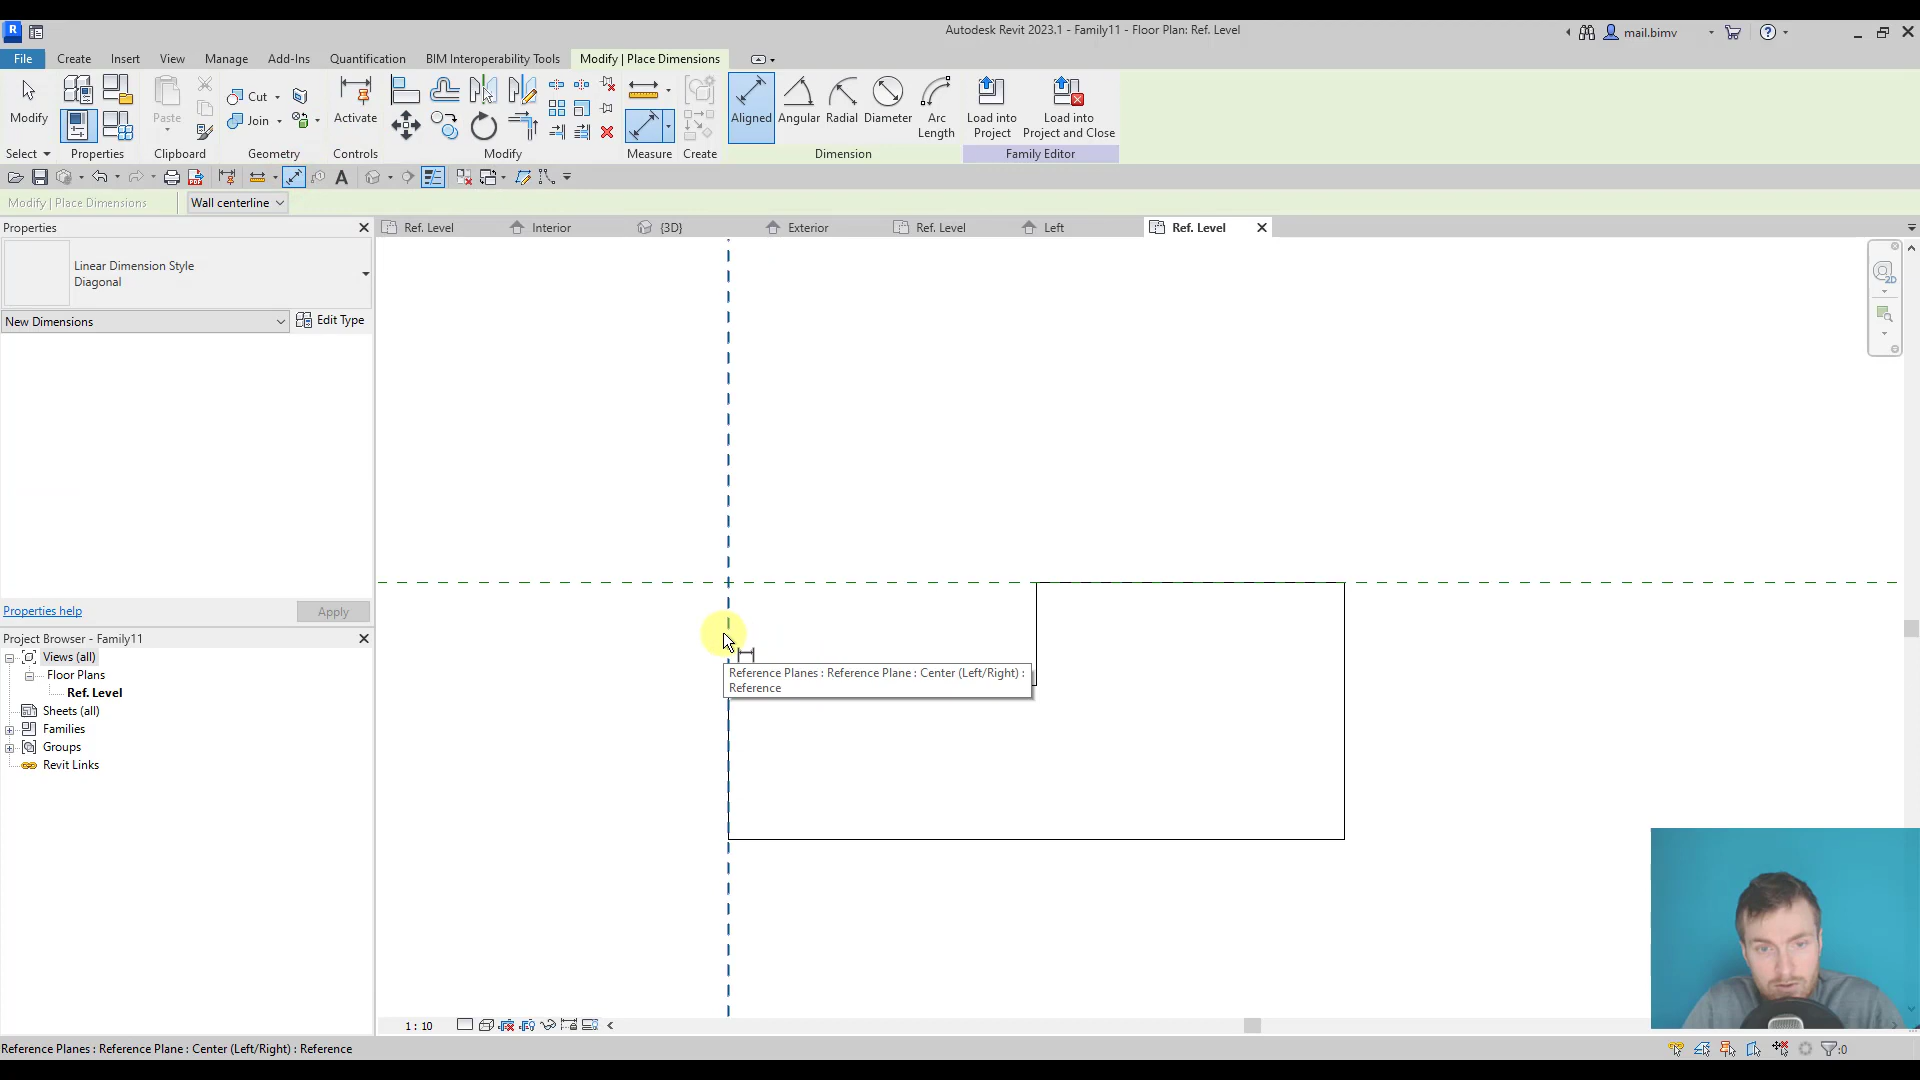 Autodesk Revit 2023.1 - Family11 - Floor Plan: Ref. Level
mail.bimv
File
Create
Insert
View
Manage
Add-Ins
Quantification
BIM Interoperability Tools
Modify | Place Dimensions
Modify
Paste
Cut
Join
Activate
Aligned
Angular
Radial
Diameter
Arc
Length
Load into
Project
Load into
Project and Close
Select
Properties
Clipboard
Geometry
Controls
Modify
Measure
Create
Dimension
Family Editor
Modify | Place Dimensions
Wall centerline
Properties
Ref. Level
Interior
{3D}
Exterior
Ref. Level
Left
Ref. Level
Linear Dimension Style
Diagonal
New Dimensions
Edit Type
Properties help
Apply
Project Browser - Family11
Views (all)
Floor Plans
Ref. Level
Sheets (all)
Families
Groups
Revit Links
Reference Planes : Reference Plane : Center (Left/Right) :
Reference
1 : 10
Reference Planes : Reference Plane : Center (Left/Right) : Reference
:0